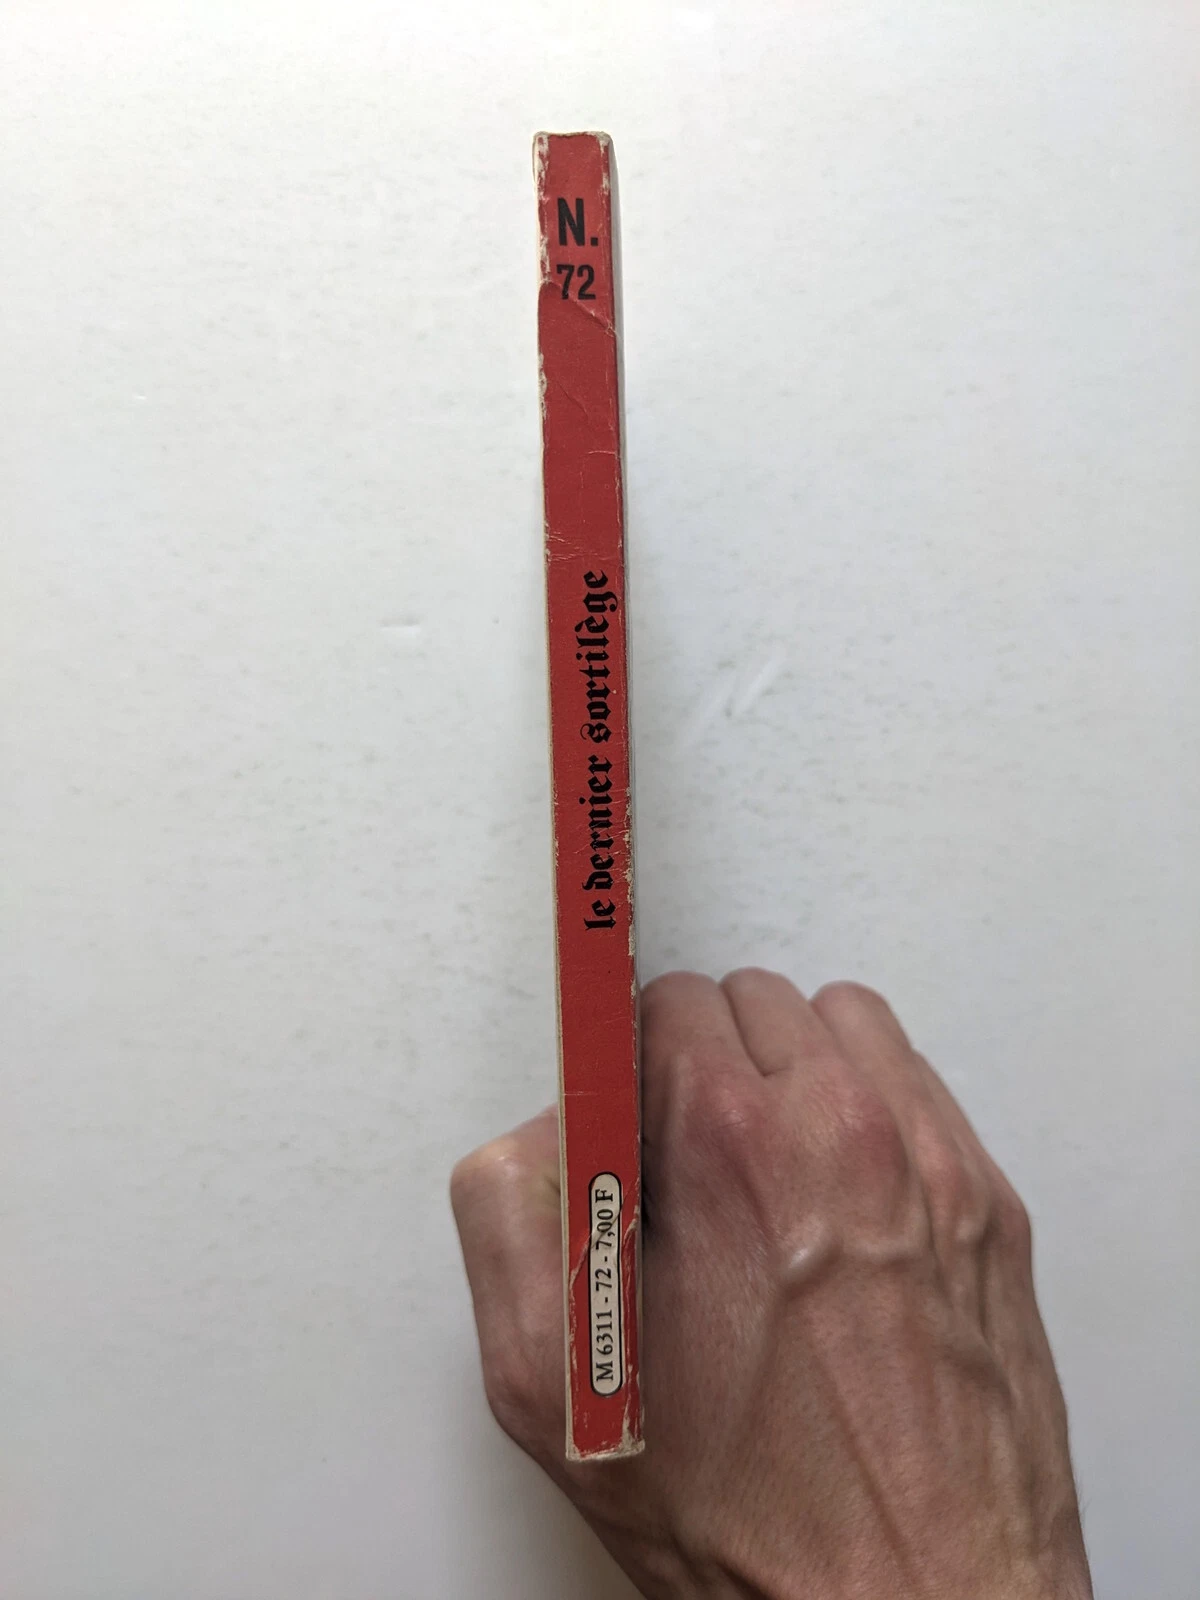 N.
72
le dernier sortilège
M 6311 - 72 - 7,00 F